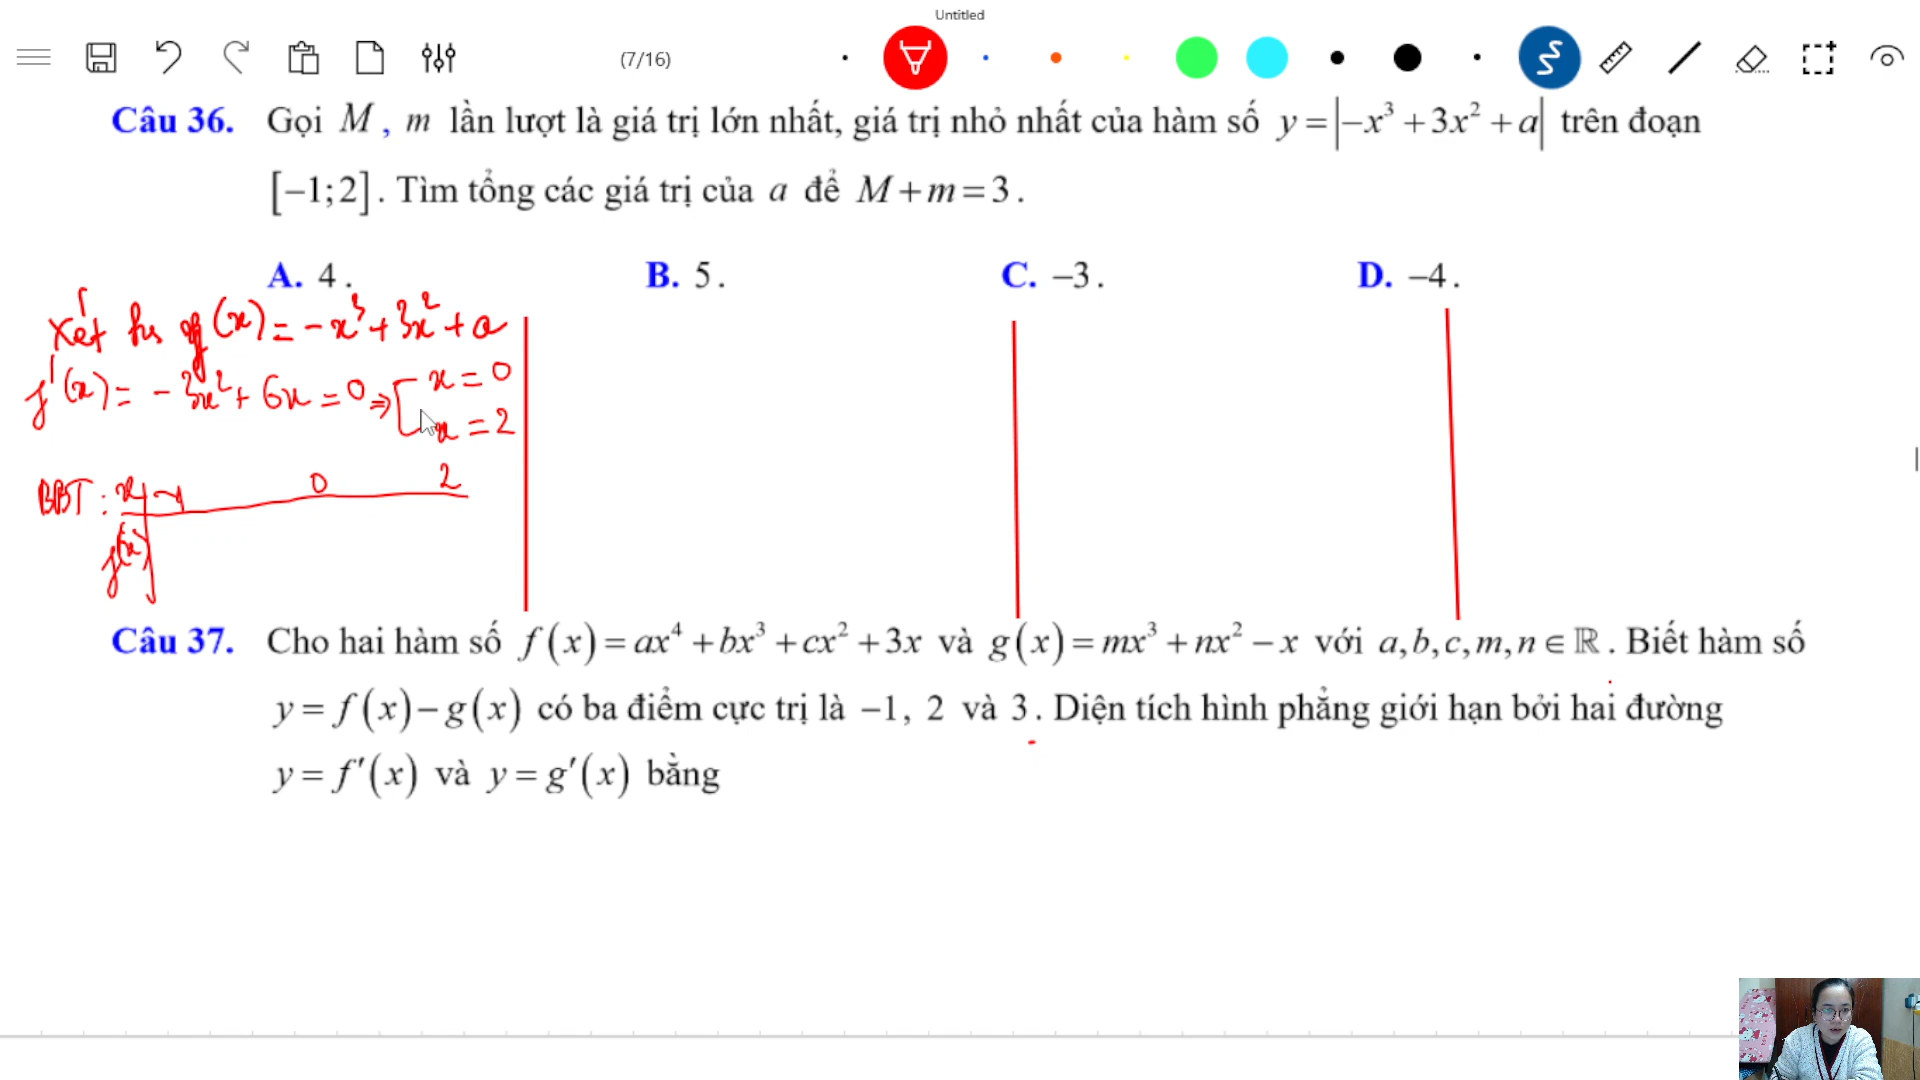 Untitled
(7/16)
Câu 36. Gọi M, m lần lượt là giá trị lớn nhất, giá trị nhỏ nhất của hàm số y = |−x³ + 3x² + a| trên đoạn
[−1;2]. Tìm tổng các giá trị của a để M + m = 3.
A. 4. B. 5. C. −3. D. −4.
Xét hs y(x) = −x³ + 3x² + a
f'(x) = −3x² + 6x = 0 ⇒ [x = 0
x = 2
BBT: x −1 0 2
f(x)
Câu 37. Cho hai hàm số f(x) = ax⁴ + bx³ + cx² + 3x và g(x) = mx³ + nx² − x với a,b,c,m,n ∈ ℝ. Biết hàm số
y = f(x) − g(x) có ba điểm cực trị là −1, 2 và 3. Diện tích hình phẳng giới hạn bởi hai đường
y = f′(x) và y = g′(x) bằng